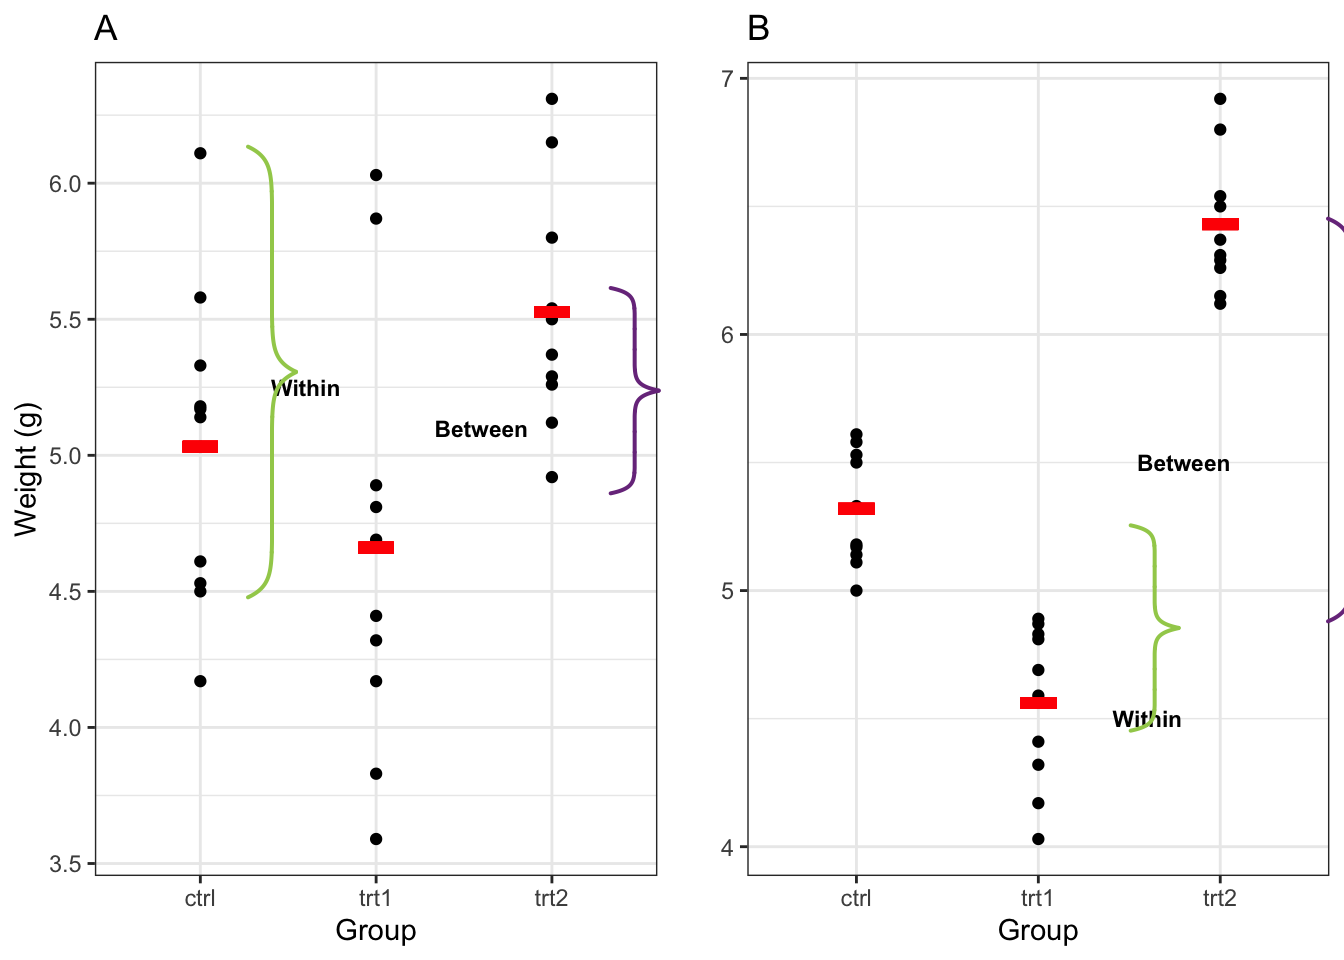 A
Weight (g)
6.0
5.5
5.0
4.5
4.0
3.5
Within
Between
ctrl
trt1
trt2
Group
B
7
6
5
4
Between
Within
ctrl
trt1
trt2
Group